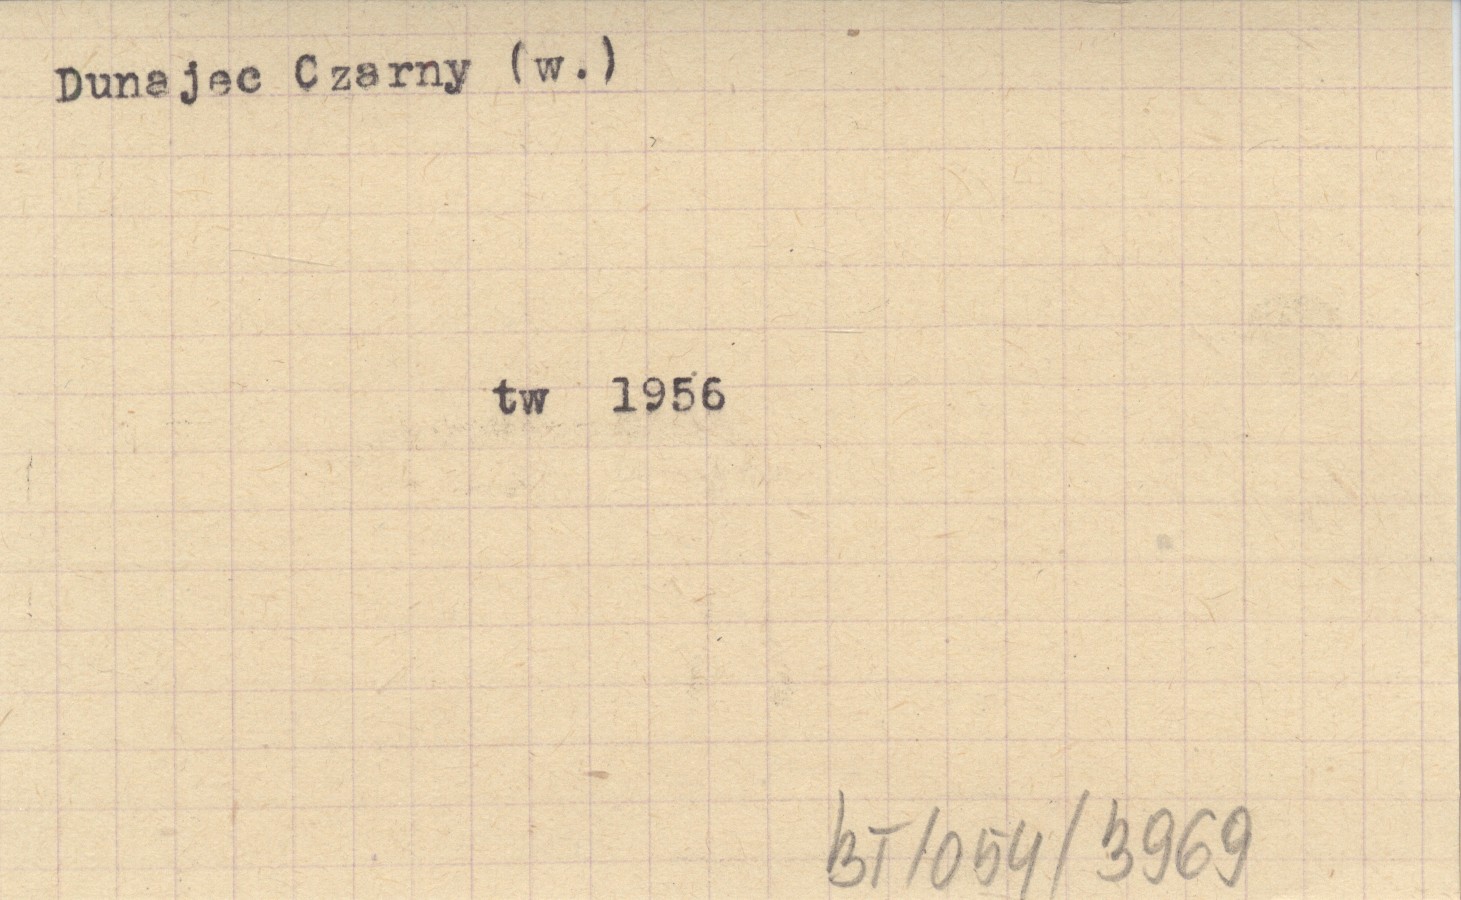 Dunajec Czarny (w.)
tw 1956
BT/054/3969